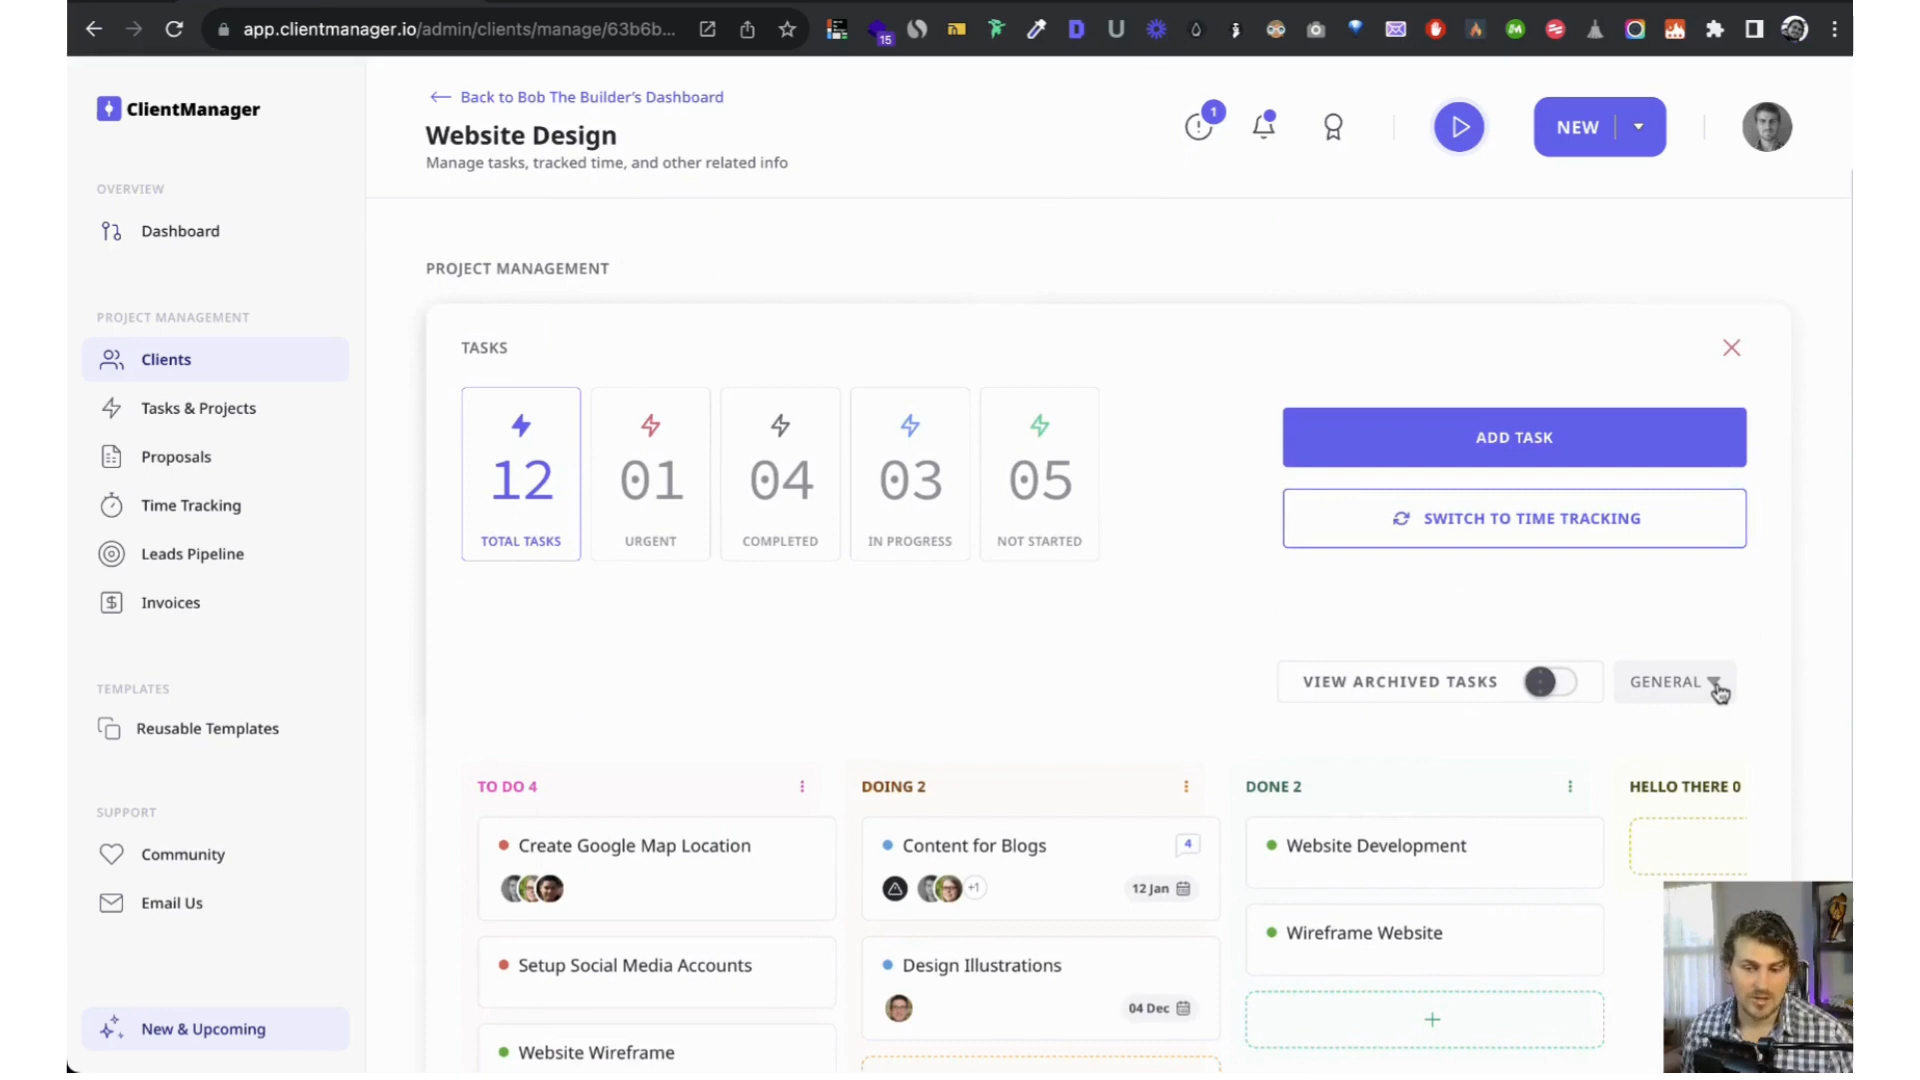 app.clientmanager.io/admin/clients/manage/63b6b...
15
ClientManager
OVERVIEW
Dashboard
PROJECT MANAGEMENT
Clients
Tasks & Projects
Proposals
Time Tracking
Leads Pipeline
Invoices
TEMPLATES
Reusable Templates
SUPPORT
Community
Email Us
New & Upcoming
Back to Bob The Builder's Dashboard
Website Design
Manage tasks, tracked time, and other related info
1
NEW
PROJECT MANAGEMENT
TASKS
12
TOTAL TASKS
01
URGENT
04
COMPLETED
03
IN PROGRESS
05
NOT STARTED
ADD TASK
SWITCH TO TIME TRACKING
VIEW ARCHIVED TASKS
GENERAL
TO DO 4
Create Google Map Location
Setup Social Media Accounts
Website Wireframe
DOING 2
Content for Blogs
4
+1
12 Jan
Design Illustrations
04 Dec
DONE 2
Website Development
Wireframe Website
HELLO THERE 0